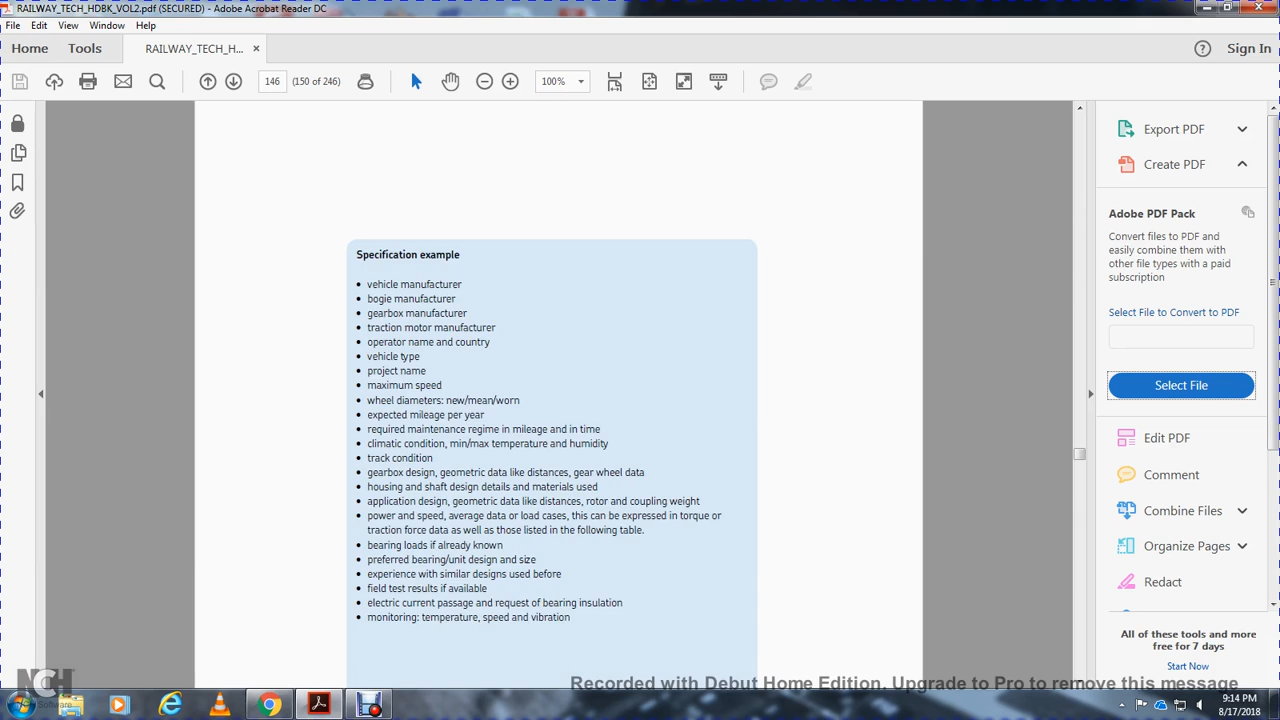 RAILWAY_TECH_HDBK_VOL2.pdf (SECURED) - Adobe Acrobat Reader DC
File Edit View Window Help
Home Tools RAILWAY_TECH_H... × Sign In
146 (150 of 246) 100%
Specification example
• vehicle manufacturer
• bogie manufacturer
• gearbox manufacturer
• traction motor manufacturer
• operator name and country
• vehicle type
• project name
• maximum speed
• wheel diameters: new/mean/worn
• expected mileage per year
• required maintenance regime in mileage and in time
• climatic condition, min/max temperature and humidity
• track condition
• gearbox design, geometric data like distances, gear wheel data
• housing and shaft design details and materials used
• application design, geometric data like distances, rotor and coupling weight
• power and speed, average data or load cases, this can be expressed in torque or
traction force data as well as those listed in the following table.
• bearing loads if already known
• preferred bearing/unit design and size
• experience with similar designs used before
• field test results if available
• electric current passage and request of bearing insulation
• monitoring: temperature, speed and vibration
Export PDF
Create PDF
Adobe PDF Pack
Convert files to PDF and
easily combine them with
other file types with a paid
subscription
Select File to Convert to PDF
Select File
Edit PDF
Comment
Combine Files
Organize Pages
Redact
All of these tools and more
free for 7 days
Start Now
NCH
Software
Recorded with Debut Home Edition. Upgrade to Pro to remove this message
9:14 PM
8/17/2018